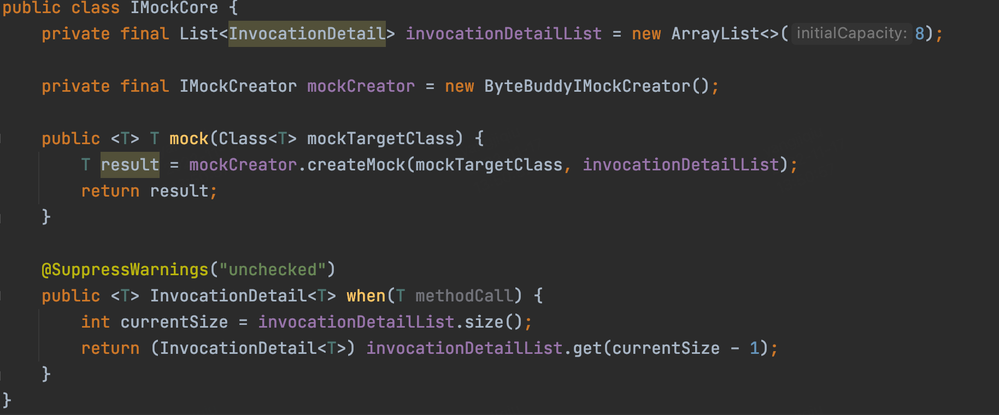 public class IMockCore {
private final List<InvocationDetail> invocationDetailList = new ArrayList<>( initialCapacity: 8);
private final IMockCreator mockCreator = new ByteBuddyIMockCreator();
public <T> T mock(Class<T> mockTargetClass) {
T result = mockCreator.createMock(mockTargetClass, invocationDetailList);
return result;
}
@SuppressWarnings("unchecked")
public <T> InvocationDetail<T> when(T methodCall) {
int currentSize = invocationDetailList.size();
return (InvocationDetail<T>) invocationDetailList.get(currentSize - 1);
}
}